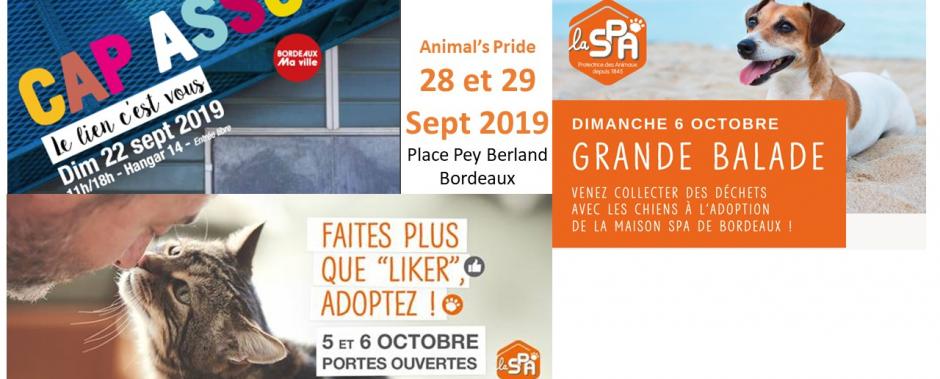 CAP ASSO
BORDEAUX
Ma ville
le lien c'est vous
Dim 22 sept 2019
11h/18h - Hangar 14 - Entrée libre
Animal's Pride
28 et 29
Sept 2019
Place Pey Berland
Bordeaux
la SPA
Protectrice des Animaux
depuis 1845
DIMANCHE 6 OCTOBRE
GRANDE BALADE
VENEZ COLLECTER DES DÉCHETS
AVEC LES CHIENS À L'ADOPTION
DE LA MAISON SPA DE BORDEAUX !
FAITES PLUS
QUE "LIKER",
ADOPTEZ !
5 ET 6 OCTOBRE
PORTES OUVERTES
la SPA